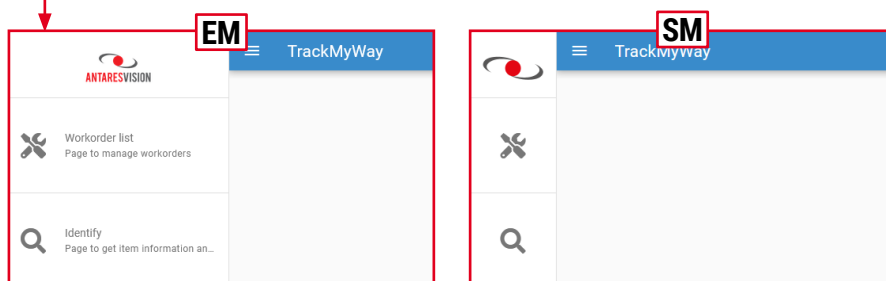 EM
TrackMyWay
ANTARESVISION
Workorder list
Page to manage workorders
Identify
Page to get item information an...
SM
TrackMyWay